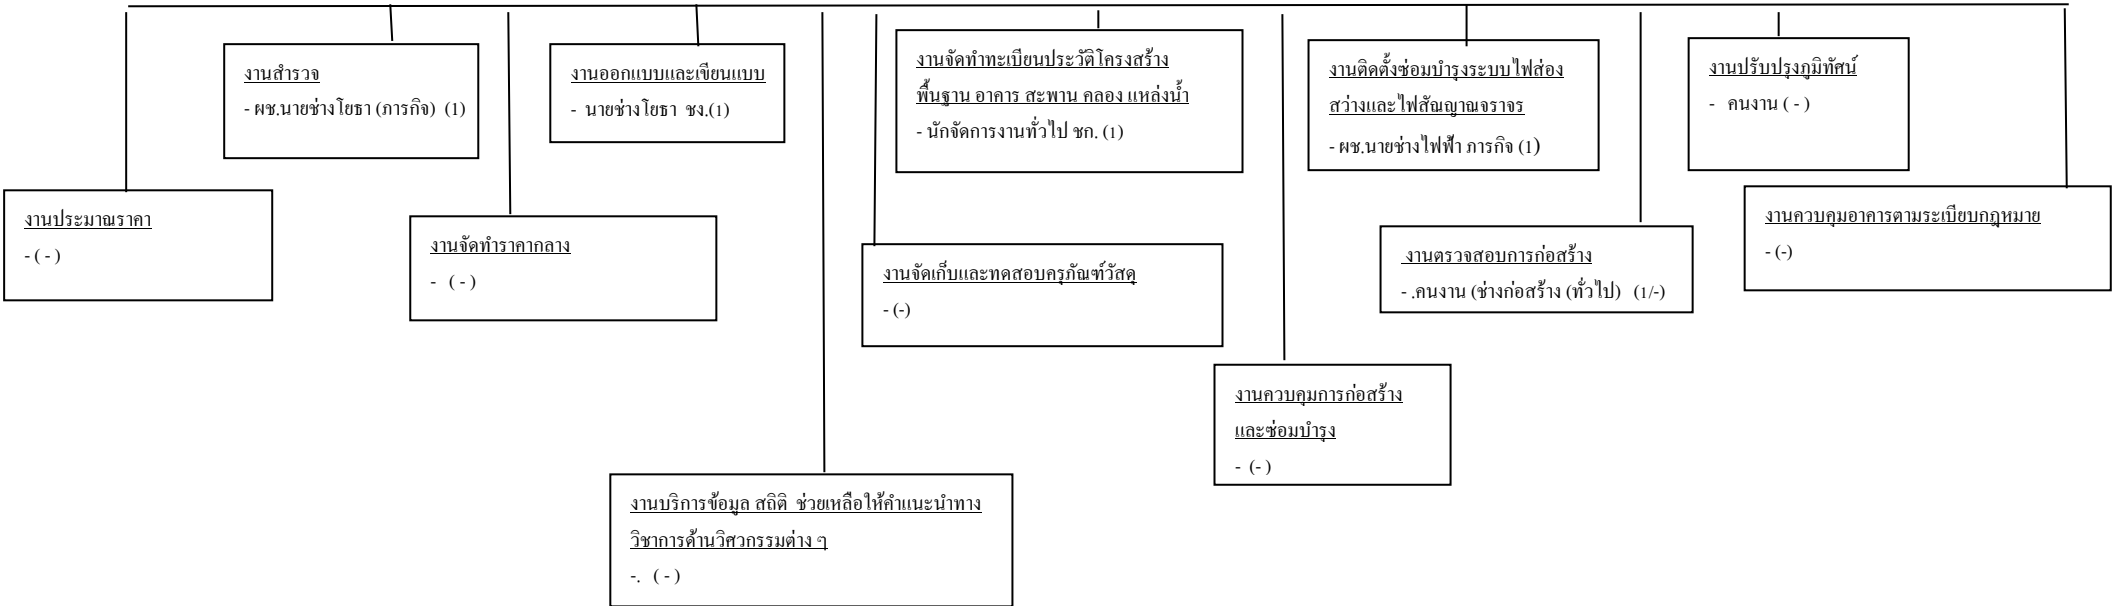 งานสำรวจ
- ผช.นายช่างโยธา (ภารกิจ) (1)
งานออกแบบและเขียนแบบ
- นายช่างโยธา ชง.(1)
งานจัดทำทะเบียนประวัติโครงสร้าง
พื้นฐาน อาคาร สะพาน คลอง แหล่งน้ำ
- นักจัดการงานทั่วไป ชก. (1)
งานติดตั้งซ่อมบำรุงระบบไฟส่อง
สว่างและไฟสัณญาณจราจร
- ผช.นายช่างไฟฟ้า ภารกิจ (1)
งานปรับปรุงภูมิทัศน์
- คนงาน ( - )
งานประมาณราคา
- ( - )
งานจัดทำราคากลาง
- ( - )
งานจัดเก็บและทดสอบครุภัณฑ์วัสดุ
- (-)
งานตรวจสอบการก่อสร้าง
- .คนงาน (ช่างก่อสร้าง (ทั่วไป) (1/-)
งานควบคุมอาคารตามระเบียบกฎหมาย
- (-)
งานควบคุมการก่อสร้าง
และซ่อมบำรุง
- (- )
งานบริการข้อมูล สถิติ ช่วยเหลือให้คำแนะนำทาง
วิชาการด้านวิศวกรรมต่าง ๆ
-. ( - )